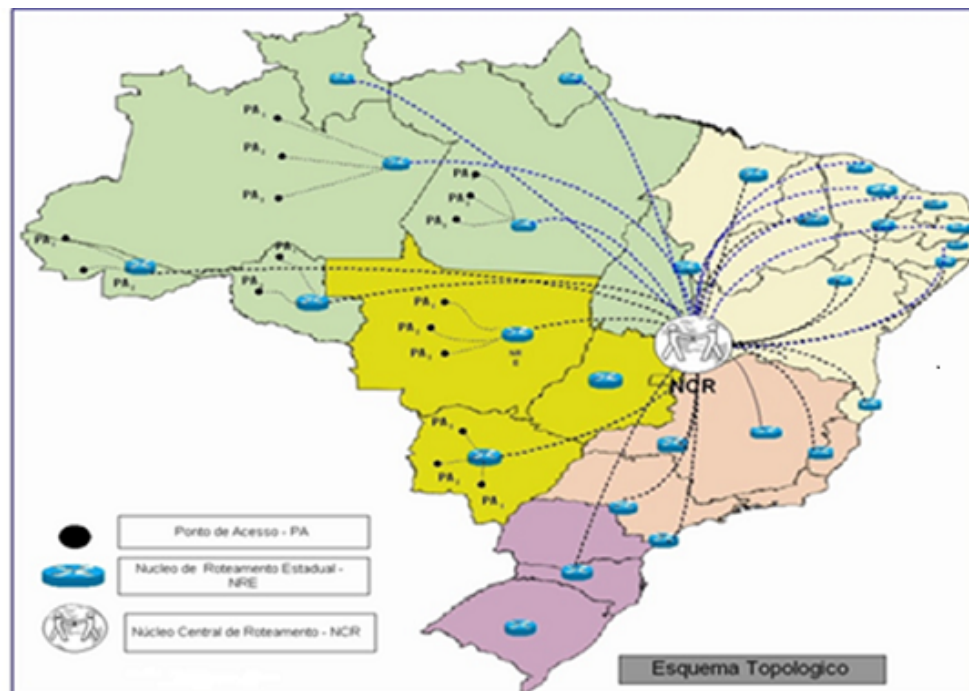 PA
PA
PA
PA
PA
PA
PA
PA
PA
PA
PA
PA
PA
PA
NR
E
NCR
PA
PA
PA
Ponto de Acesso - PA
Nucleo de Roteamento Estadual -
NRE
Núcleo Central de Roteamento - NCR
Esquema Topologico